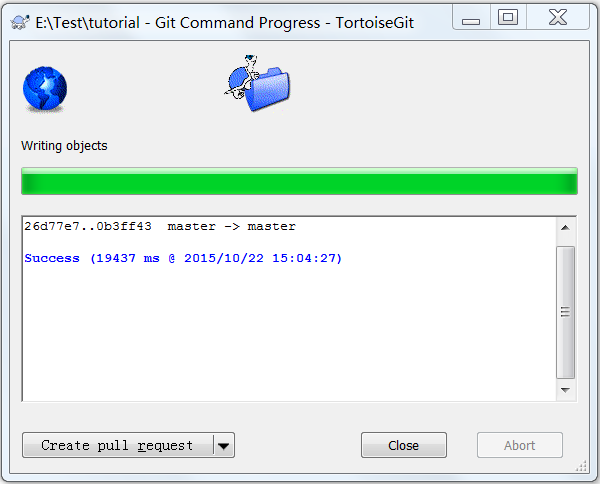 E:\Test\tutorial - Git Command Progress - TortoiseGit
Writing objects
26d77e7..0b3ff43  master -> master
Success (19437 ms @ 2015/10/22 15:04:27)
Create pull request
Close
Abort